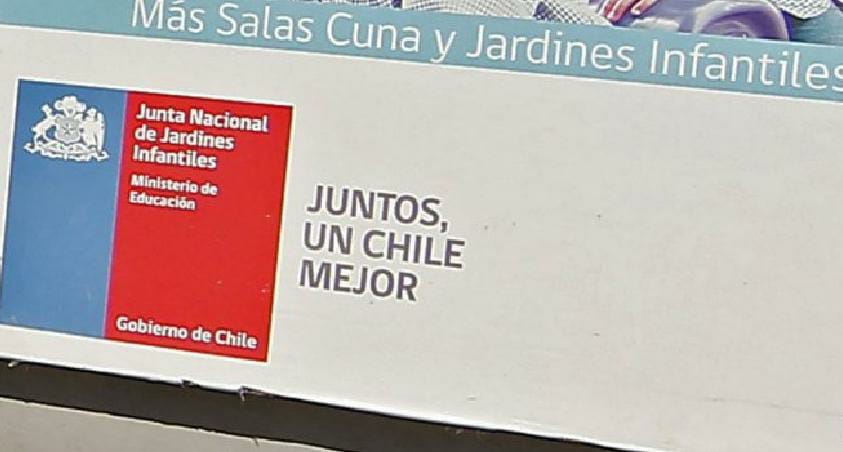 Más Salas Cuna y Jardines Infantiles
Junta Nacional
de Jardines
Infantiles
Ministerio de
Educación
Gobierno de Chile
JUNTOS,
UN CHILE
MEJOR